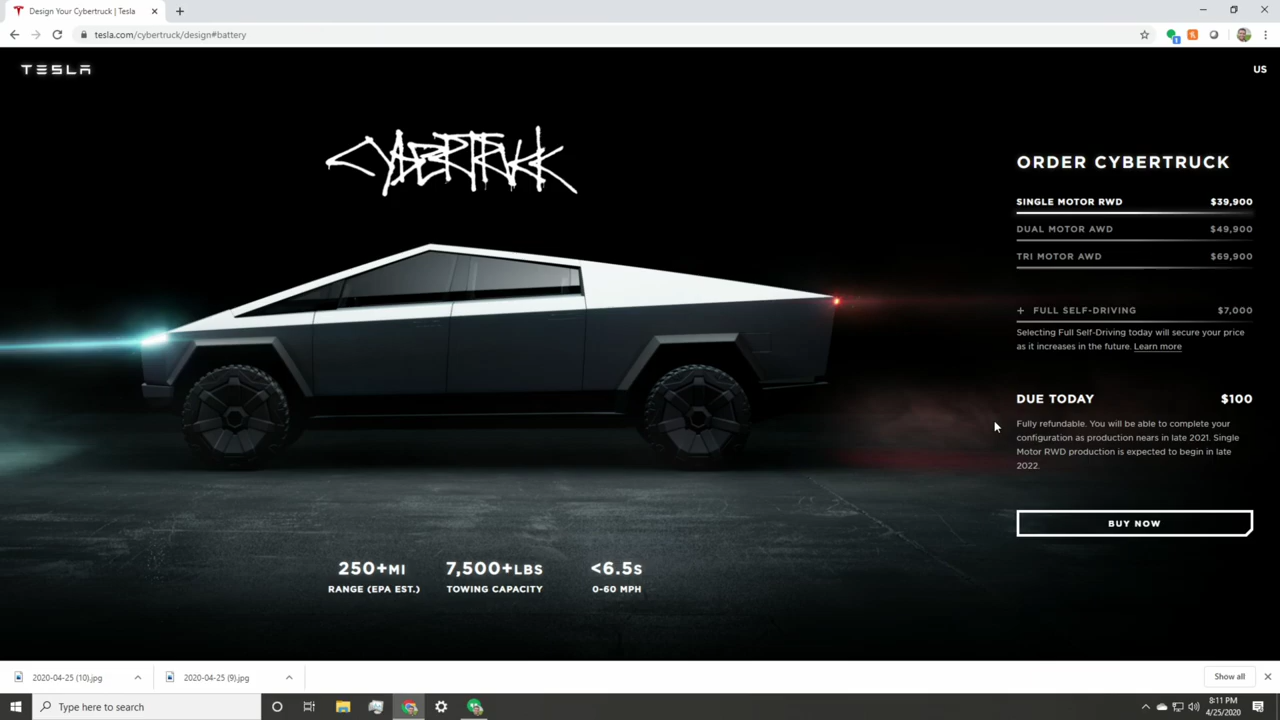 Design Your Cybertruck | Tesla
tesla.com/cybertruck/design#battery
TESLA
US
CYBERTRUCK
ORDER CYBERTRUCK
SINGLE MOTOR RWD $39,900
DUAL MOTOR AWD $49,900
TRI MOTOR AWD $69,900
+ FULL SELF-DRIVING $7,000
Selecting Full Self-Driving today will secure your price
as it increases in the future. Learn more
DUE TODAY $100
Fully refundable. You will be able to complete your
configuration as production nears in late 2021. Single
Motor RWD production is expected to begin in late
2022.
BUY NOW
250+MI 7,500+LBS <6.5S
RANGE (EPA EST.) TOWING CAPACITY 0-60 MPH
2020-04-25 (10).jpg 2020-04-25 (9).jpg Show all
Type here to search
8:11 PM
4/25/2020